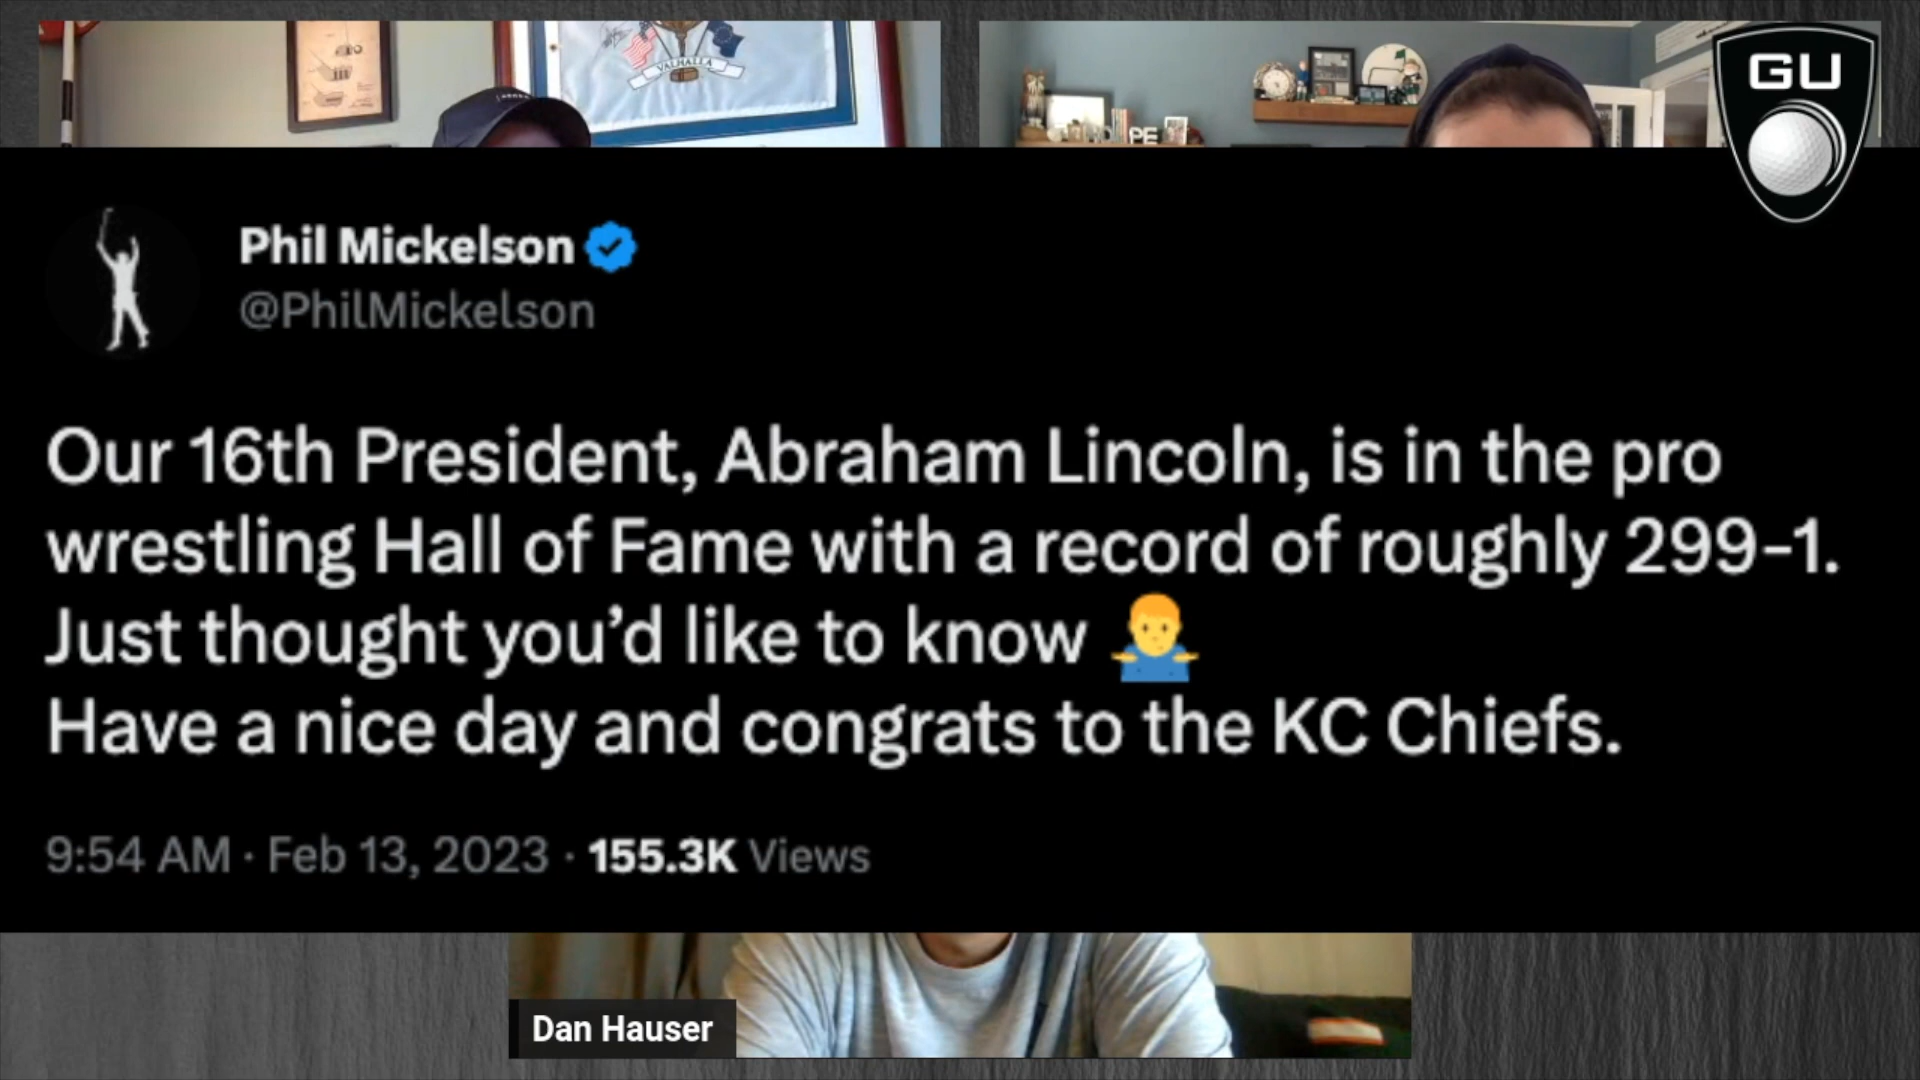 VALHALLA
PE
GU
Phil Mickelson
@PhilMickelson
Our 16th President, Abraham Lincoln, is in the pro
wrestling Hall of Fame with a record of roughly 299-1.
Just thought you’d like to know 🤷‍♂️
Have a nice day and congrats to the KC Chiefs.
9:54 AM · Feb 13, 2023 · 155.3K Views
Dan Hauser